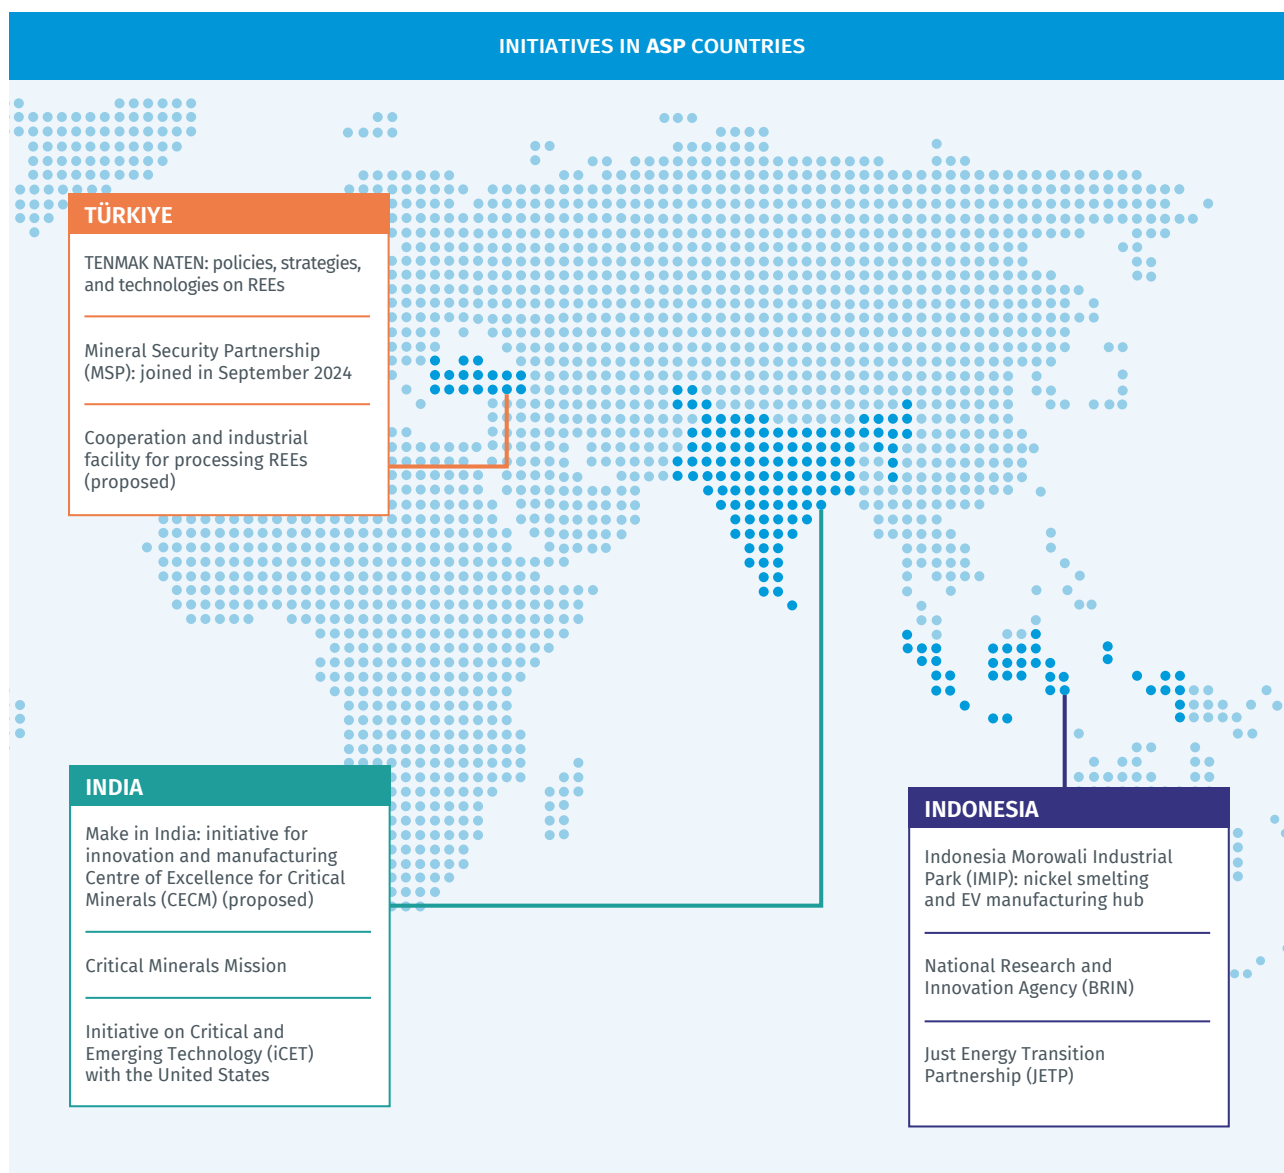 INITIATIVES IN ASP COUNTRIES
TÜRKIYE
TENMAK NATEN: policies, strategies,
and technologies on REEs
Mineral Security Partnership
(MSP): joined in September 2024
Cooperation and industrial
facility for processing REEs
(proposed)
INDIA
Make in India: initiative for
innovation and manufacturing
Centre of Excellence for Critical
Minerals (CECM) (proposed)
Critical Minerals Mission
Initiative on Critical and
Emerging Technology (iCET)
with the United States
INDONESIA
Indonesia Morowali Industrial
Park (IMIP): nickel smelting
and EV manufacturing hub
National Research and
Innovation Agency (BRIN)
Just Energy Transition
Partnership (JETP)